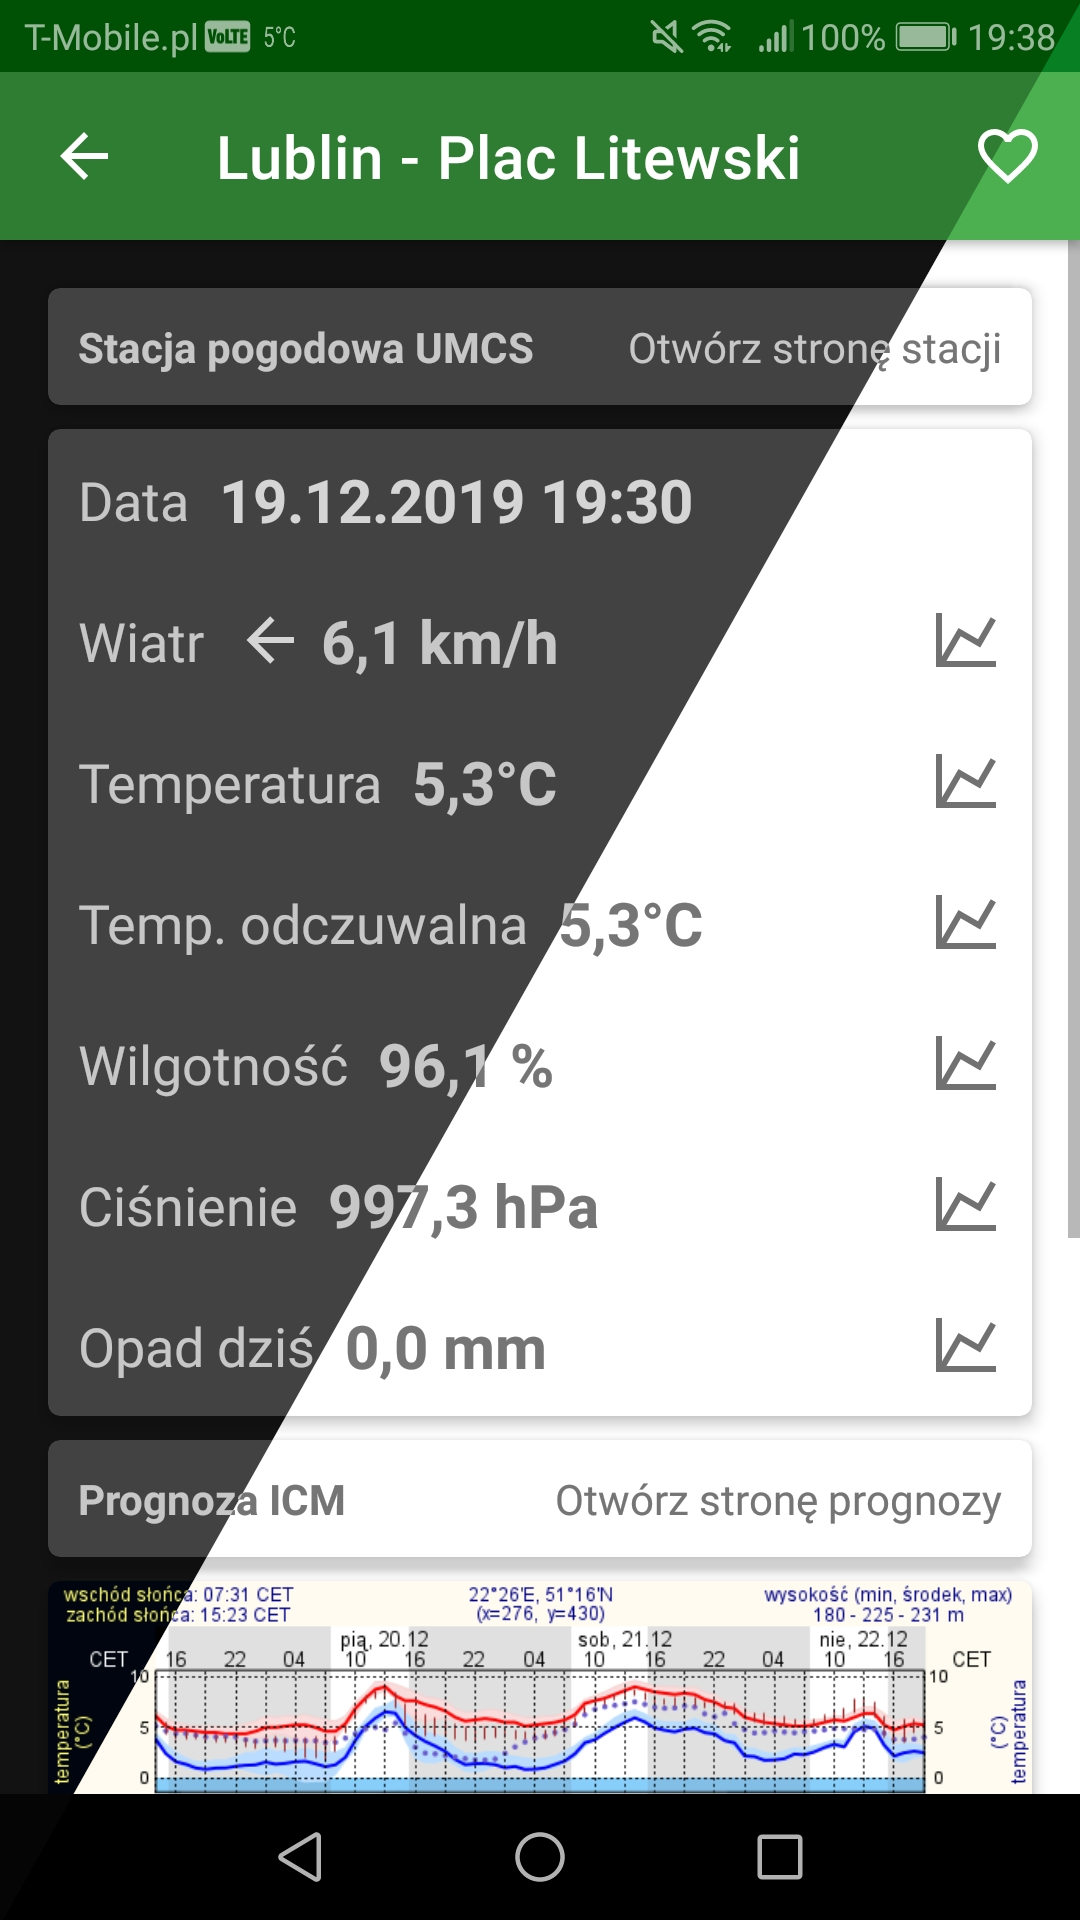 T-Mobile.pl VoLTE 5°C 100% 19:38
Lublin - Plac Litewski
Stacja pogodowa UMCS Otwórz stronę stacji
Data 19.12.2019 19:30
Wiatr 6,1 km/h
Temperatura 5,3°C
Temp. odczuwalna 5,3°C
Wilgotność 96,1 %
Ciśnienie 997,3 hPa
Opad dziś 0,0 mm
Prognoza ICM Otwórz stronę prognozy
wschód słońca: 07:31 CET 22°26'E, 51°16'N wysokość (min, środek, max)
zachód słońca: 15:23 CET (x=276, y=430) 180 - 225 - 231 m
pią, 20.12 sob, 21.12 nie, 22.12
CET 16 22 04 10 16 22 04 10 16 22 04 10 16 CET
10 10
5 5
0 0
temperatura
(°C)
(°C)
temperatura